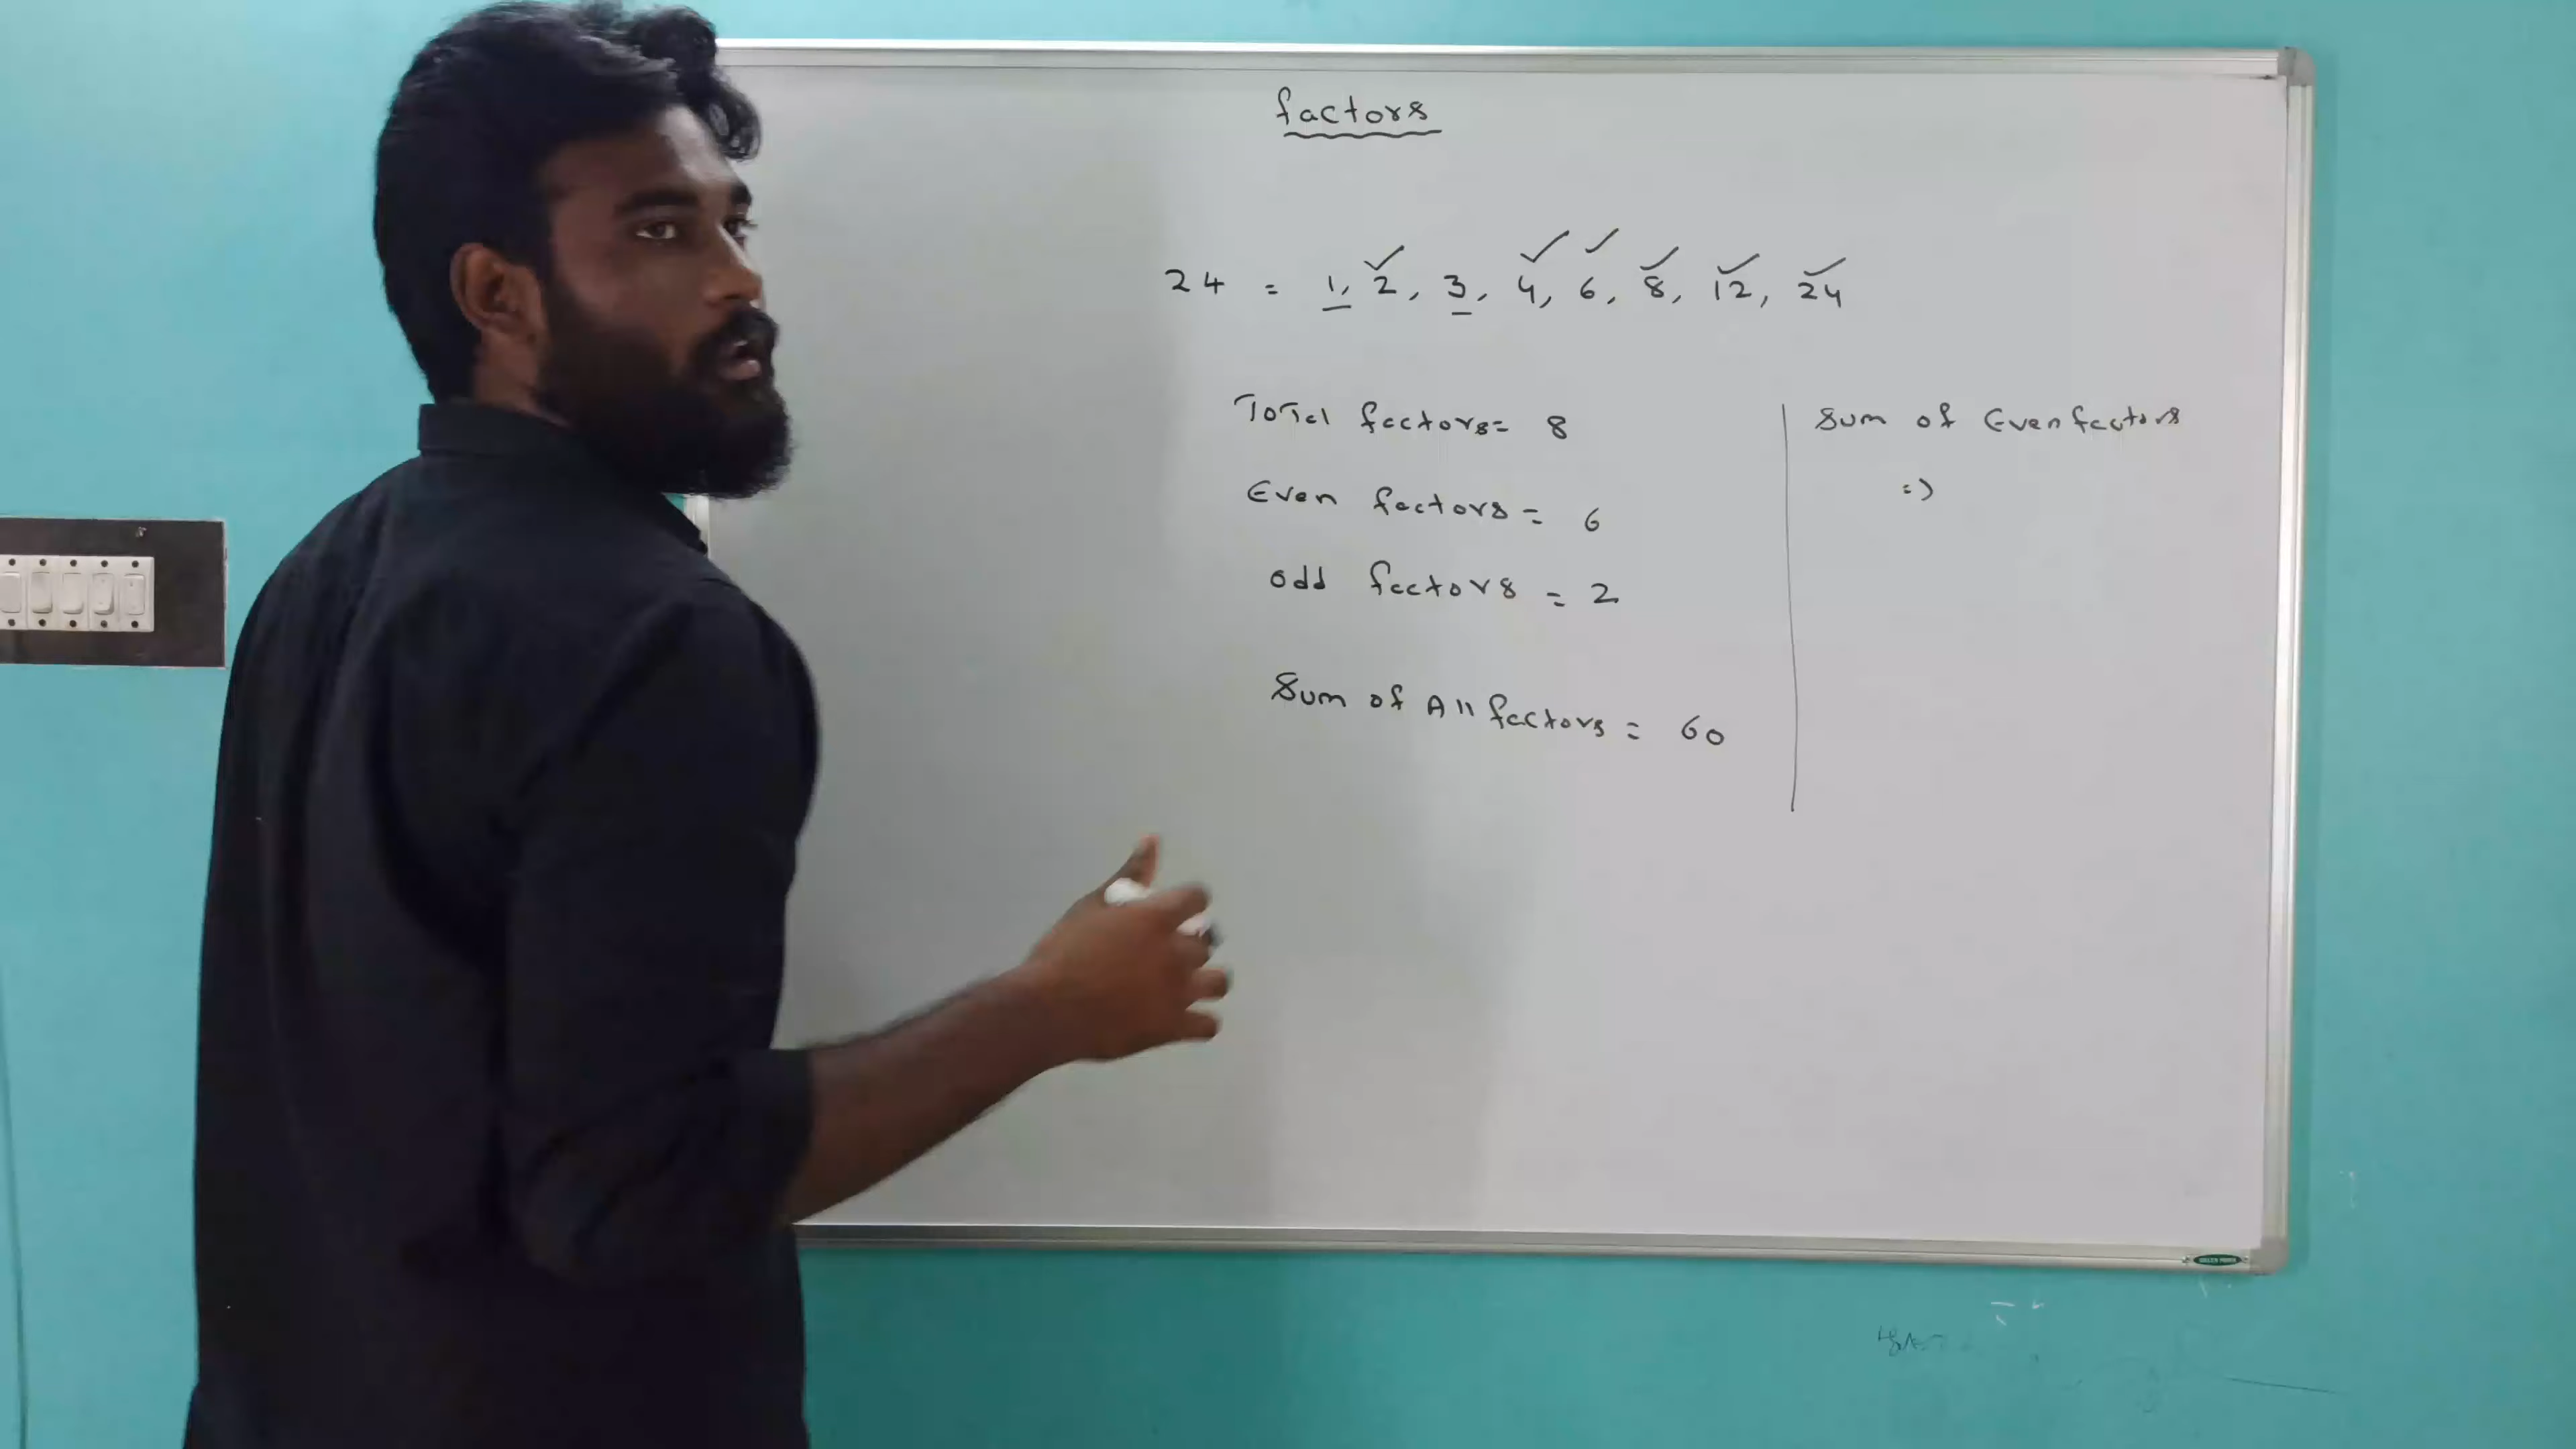 factors
24 = 1, 2, 3, 4, 6, 8, 12, 24
Total factors = 8
Even factors = 6
odd factors = 2
Sum of All factors = 60
Sum of Even factors
=>